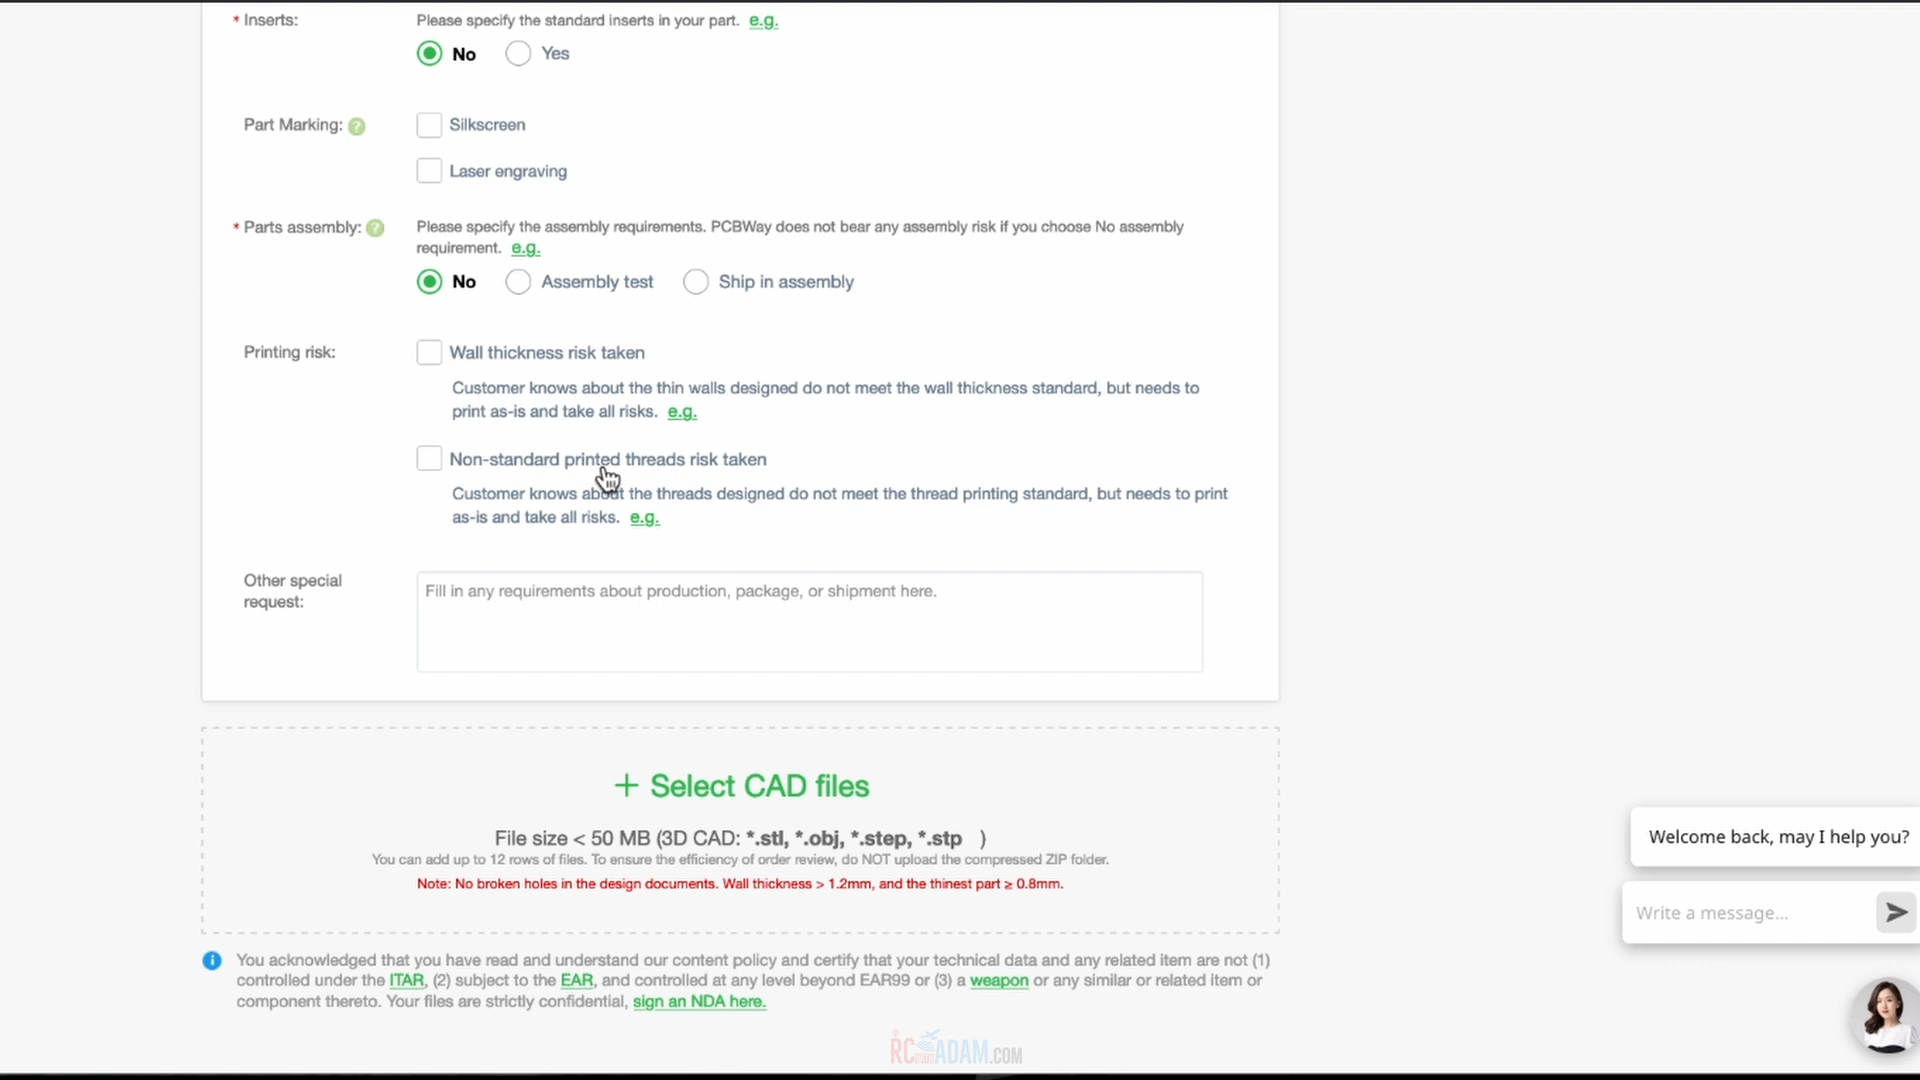 * Inserts:
Please specify the standard inserts in your part. e.g.
No Yes
Part Marking: ?
Silkscreen
Laser engraving
* Parts assembly: ?
Please specify the assembly requirements. PCBWay does not bear any assembly risk if you choose No assembly
requirement. e.g.
No Assembly test Ship in assembly
Printing risk:
Wall thickness risk taken
Customer knows about the thin walls designed do not meet the wall thickness standard, but needs to
print as-is and take all risks. e.g.
Non-standard printed threads risk taken
Customer knows about the threads designed do not meet the thread printing standard, but needs to print
as-is and take all risks. e.g.
Other special
request:
Fill in any requirements about production, package, or shipment here.
+ Select CAD files
File size < 50 MB (3D CAD: *.stl, *.obj, *.step, *.stp )
You can add up to 12 rows of files. To ensure the efficiency of order review, do NOT upload the compressed ZIP folder.
Note: No broken holes in the design documents. Wall thickness > 1.2mm, and the thinest part ≥ 0.8mm.
Welcome back, may I help you?
Write a message...
i
You acknowledged that you have read and understand our content policy and certify that your technical data and any related item are not (1)
controlled under the ITAR, (2) subject to the EAR, and controlled at any level beyond EAR99 or (3) a weapon or any similar or related item or
component thereto. Your files are strictly confidential, sign an NDA here.
RC ADAM.COM